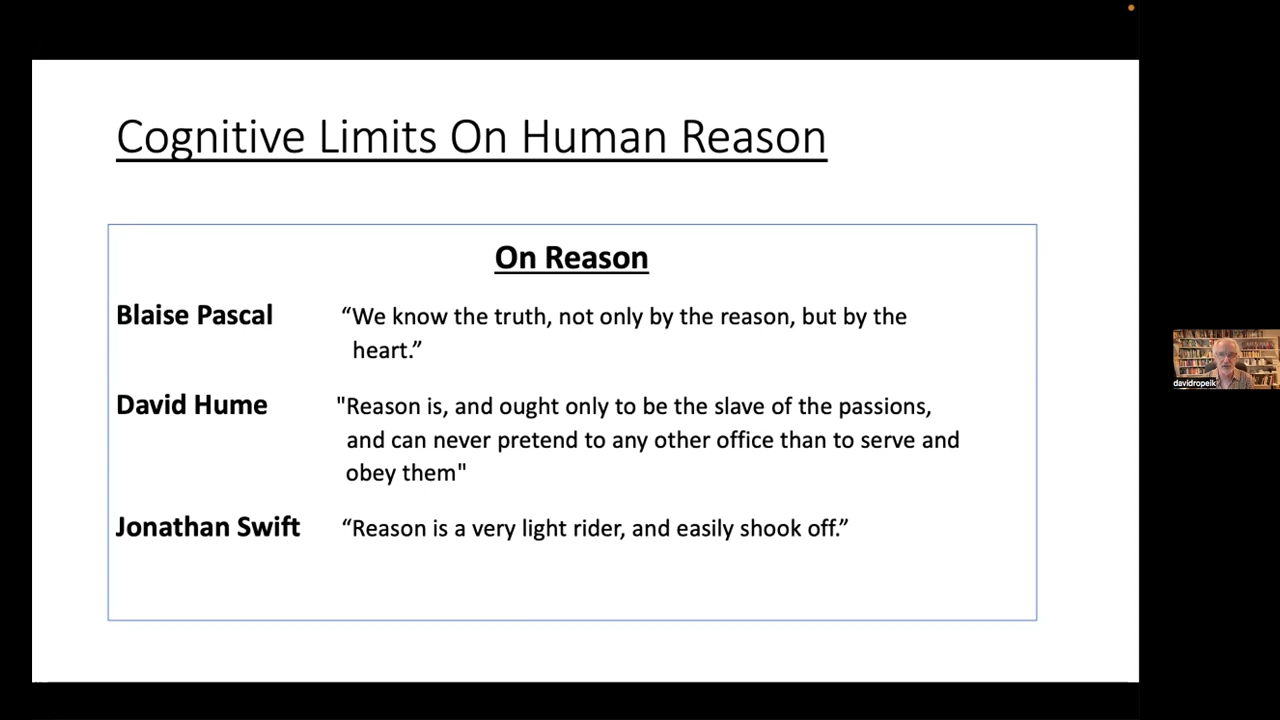 Cognitive Limits On Human Reason
On Reason
Blaise Pascal “We know the truth, not only by the reason, but by the
heart.”
David Hume "Reason is, and ought only to be the slave of the passions,
and can never pretend to any other office than to serve and
obey them"
Jonathan Swift “Reason is a very light rider, and easily shook off.”
davidropeik